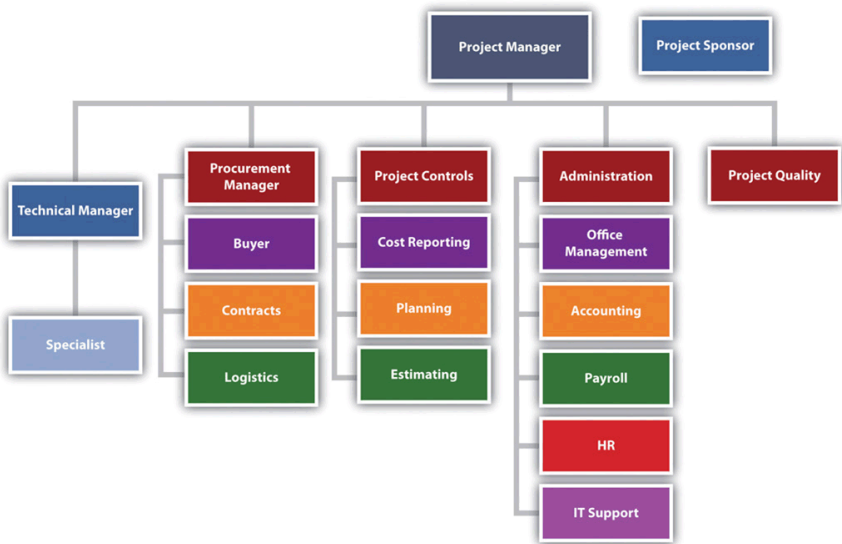 Project Manager
Project Sponsor
Technical Manager
Specialist
Procurement
Manager
Buyer
Contracts
Logistics
Project Controls
Cost Reporting
Planning
Estimating
Administration
Office
Management
Accounting
Payroll
HR
IT Support
Project Quality